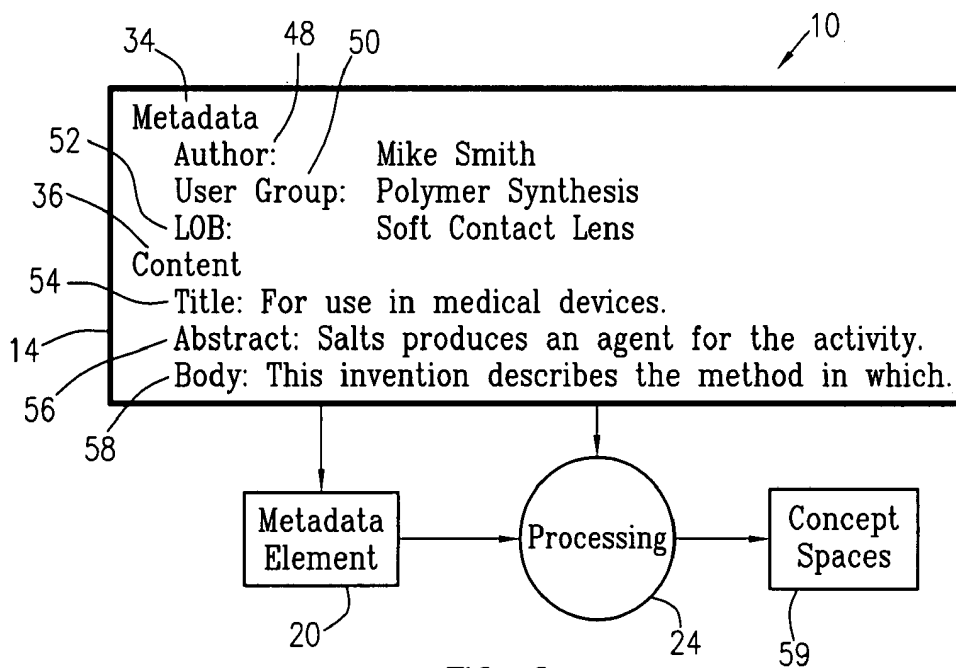 34
48
50
10
Metadata
52
Author: Mike Smith
User Group: Polymer Synthesis
36
LOB: Soft Contact Lens
Content
54
Title: For use in medical devices.
14
Abstract: Salts produces an agent for the activity.
Body: This invention describes the method in which.
56
58
Metadata
Element
Processing
Concept
Spaces
20
24
59